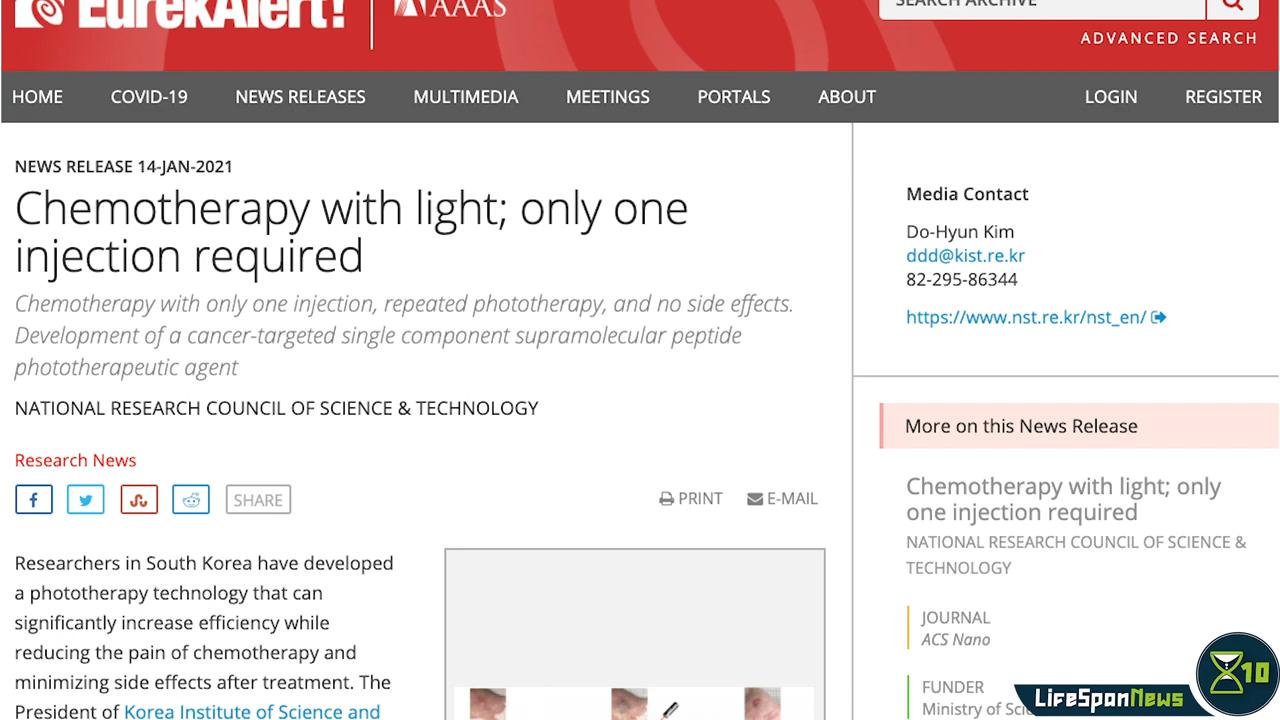 EurekAlert!
AAAS
SEARCH ARCHIVE
ADVANCED SEARCH
HOME COVID-19 NEWS RELEASES MULTIMEDIA MEETINGS PORTALS ABOUT LOGIN REGISTER
NEWS RELEASE 14-JAN-2021
Chemotherapy with light; only one
injection required
Chemotherapy with only one injection, repeated phototherapy, and no side effects.
Development of a cancer-targeted single component supramolecular peptide
phototherapeutic agent
NATIONAL RESEARCH COUNCIL OF SCIENCE & TECHNOLOGY
Research News
SHARE
PRINT E-MAIL
Researchers in South Korea have developed
a phototherapy technology that can
significantly increase efficiency while
reducing the pain of chemotherapy and
minimizing side effects after treatment. The
President of Korea Institute of Science and
Media Contact
Do-Hyun Kim
ddd@kist.re.kr
82-295-86344
https://www.nst.re.kr/nst_en/
More on this News Release
Chemotherapy with light; only
one injection required
NATIONAL RESEARCH COUNCIL OF SCIENCE &
TECHNOLOGY
JOURNAL
ACS Nano
FUNDER
Ministry of
LifeSpanNews
10